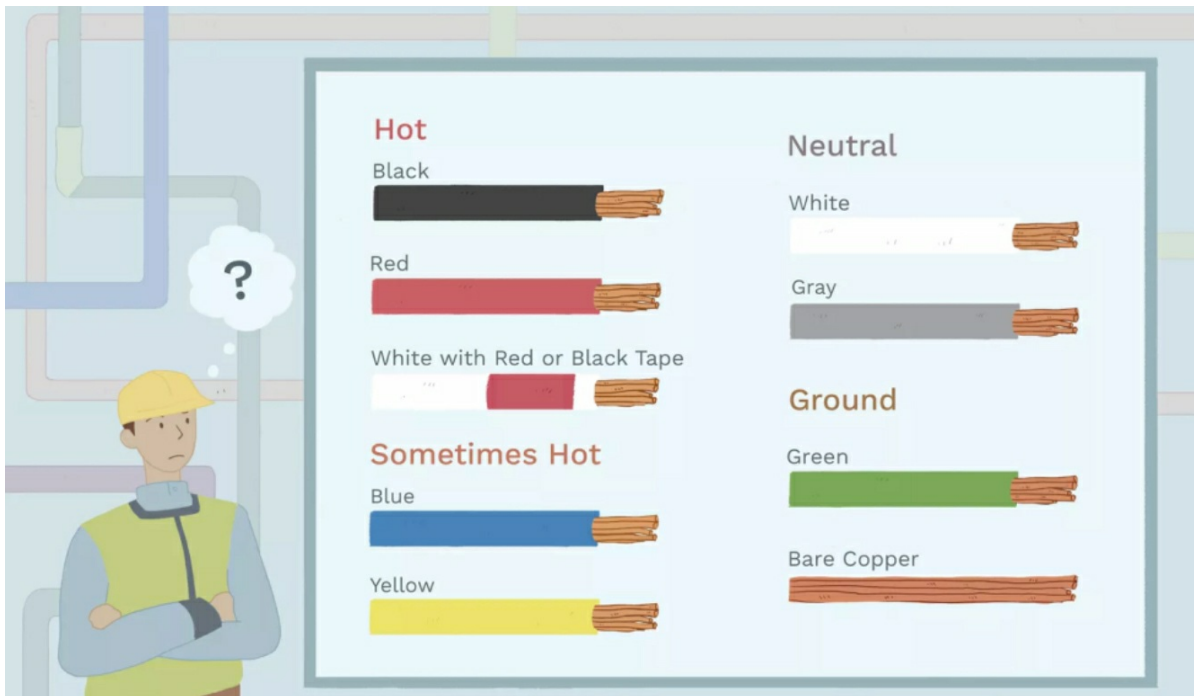 ?
Hot
Black
Red
White with Red or Black Tape
Sometimes Hot
Blue
Yellow
Neutral
White
Gray
Ground
Green
Bare Copper